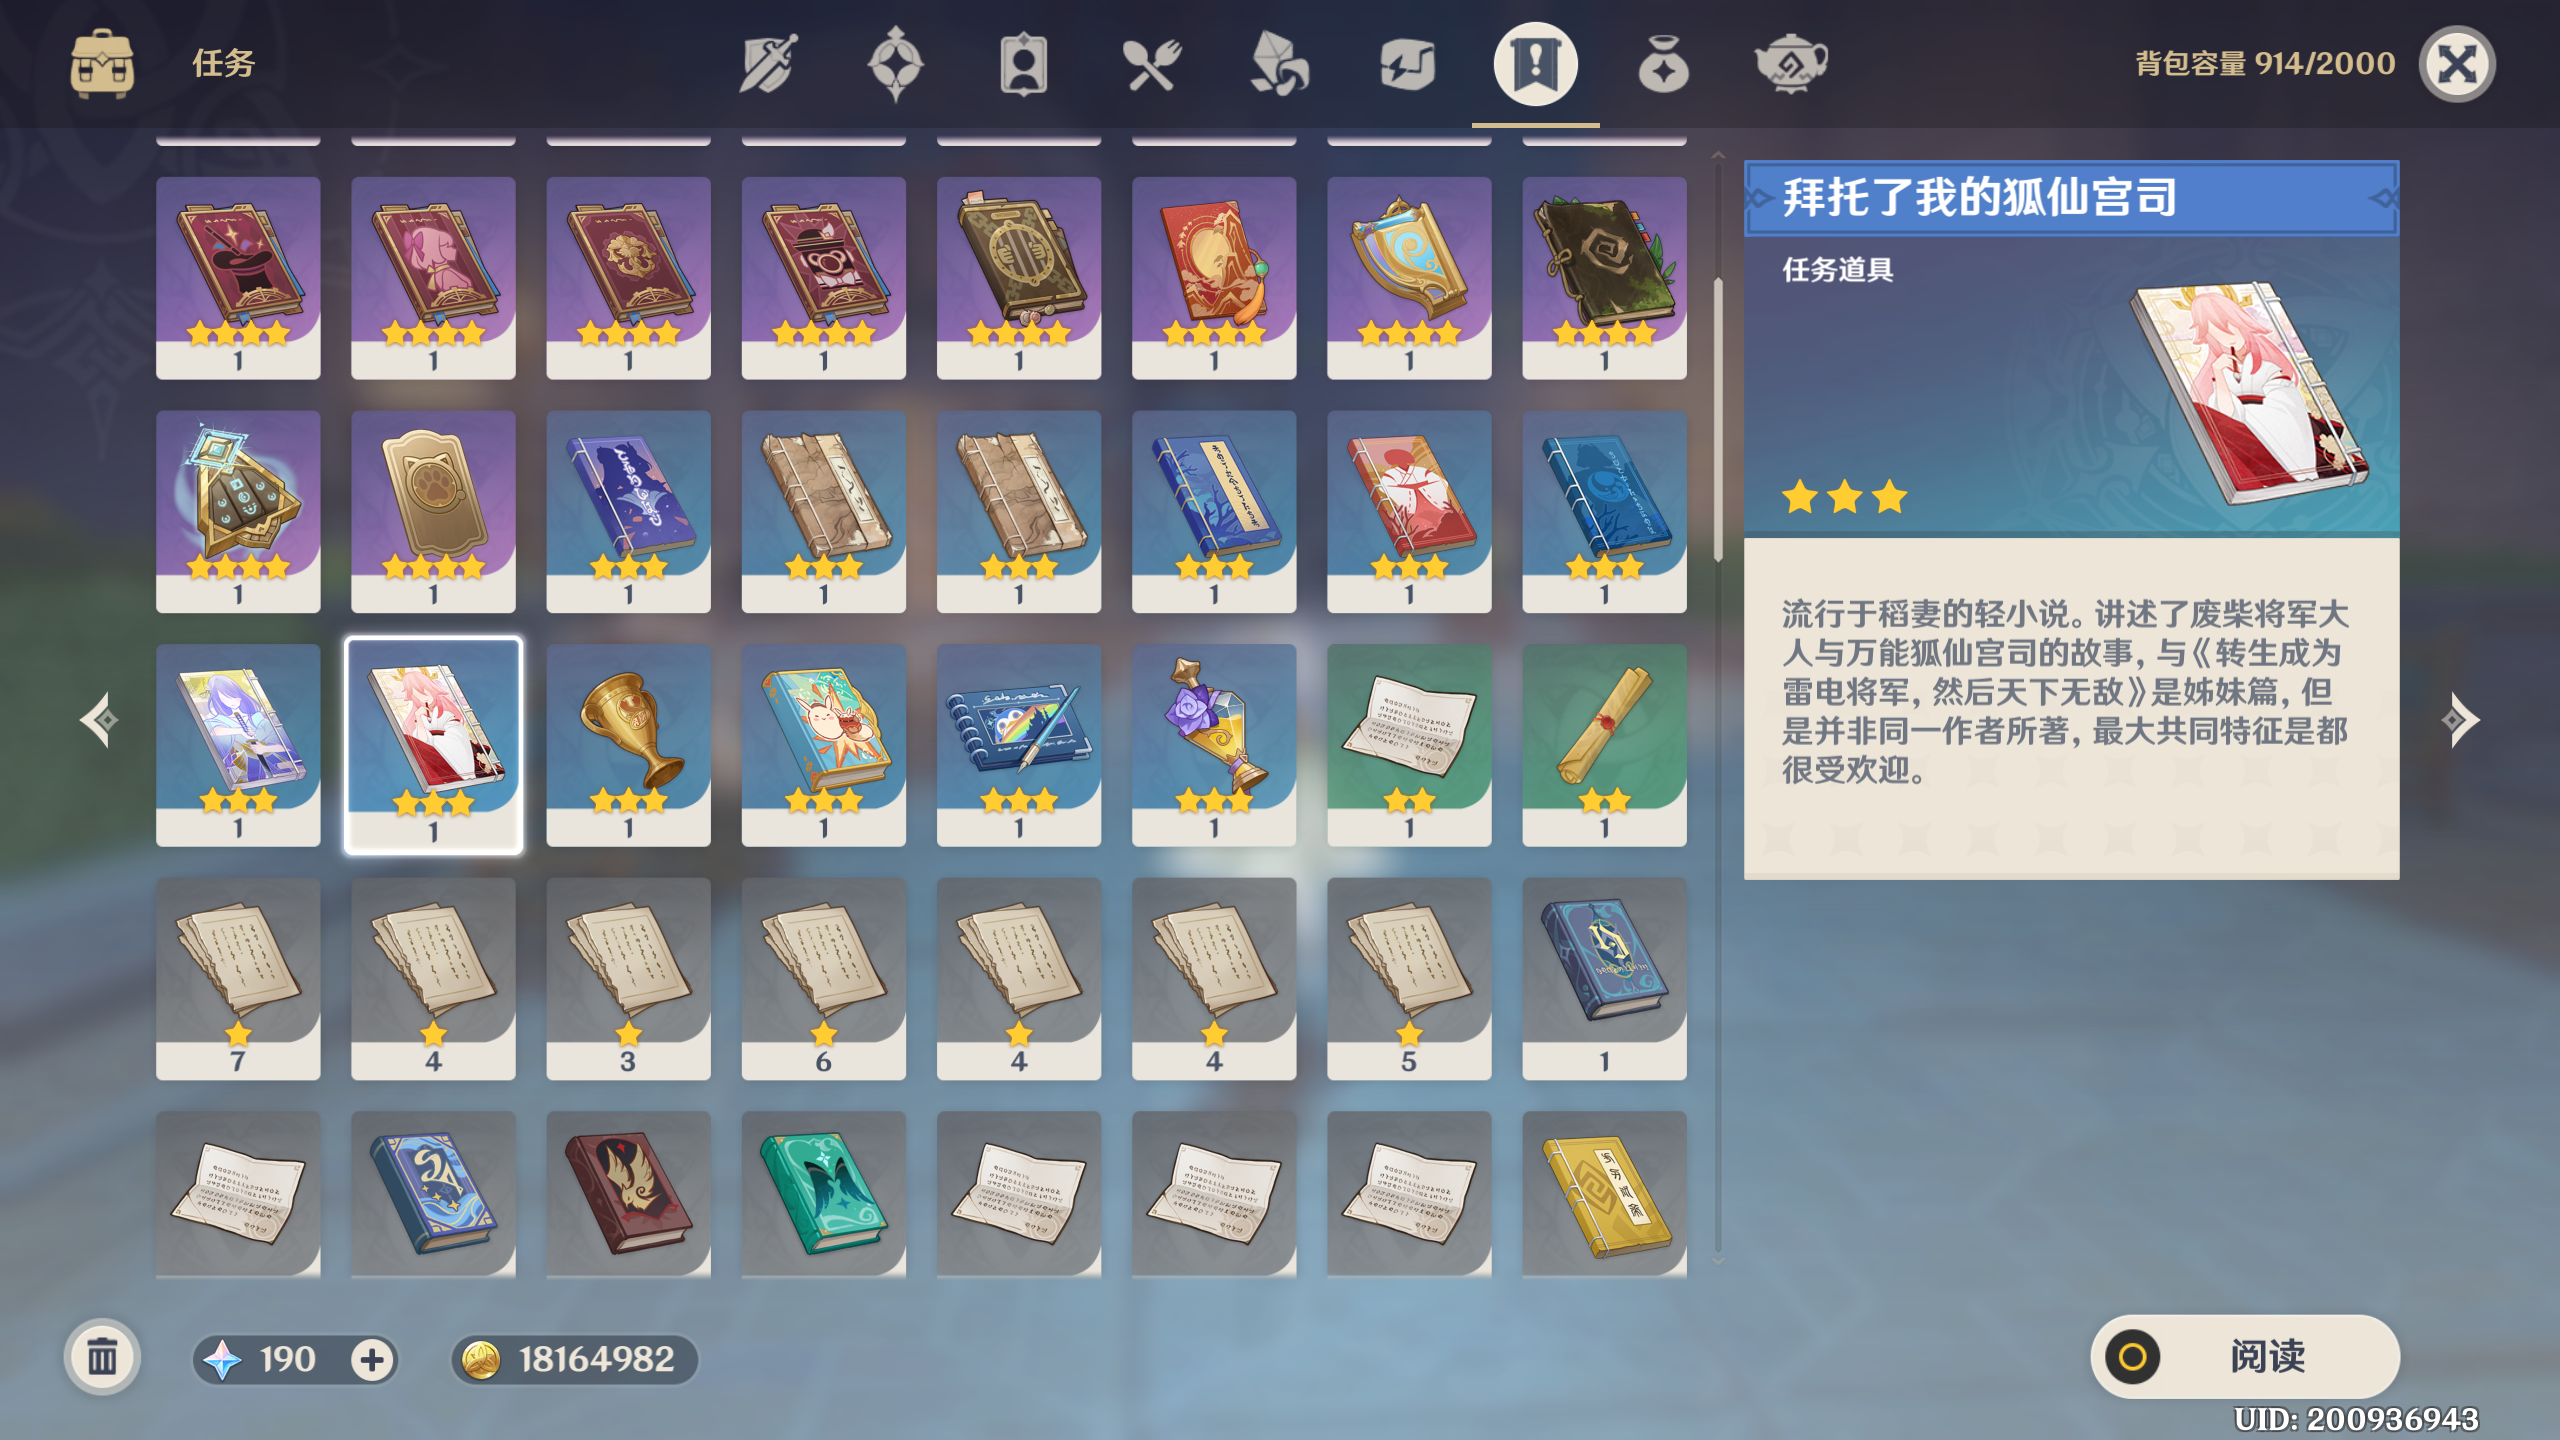 任务
背包容量 914/2000
拜托了我的狐仙宫司
任务道具
流行于稻妻的轻小说。讲述了废柴将军大
人与万能狐仙宫司的故事，与《转生成为
雷电将军，然后天下无敌》是姊妹篇，但
是并非同一作者所著，最大共同特征是都
很受欢迎。
1 1 1 1 1 1 1 1
1 1 1 1 1 1 1 1
1 1 1 1 1 1 1 1
7 4 3 6 4 4 5 1
190
18164982
阅读
UID: 200936943